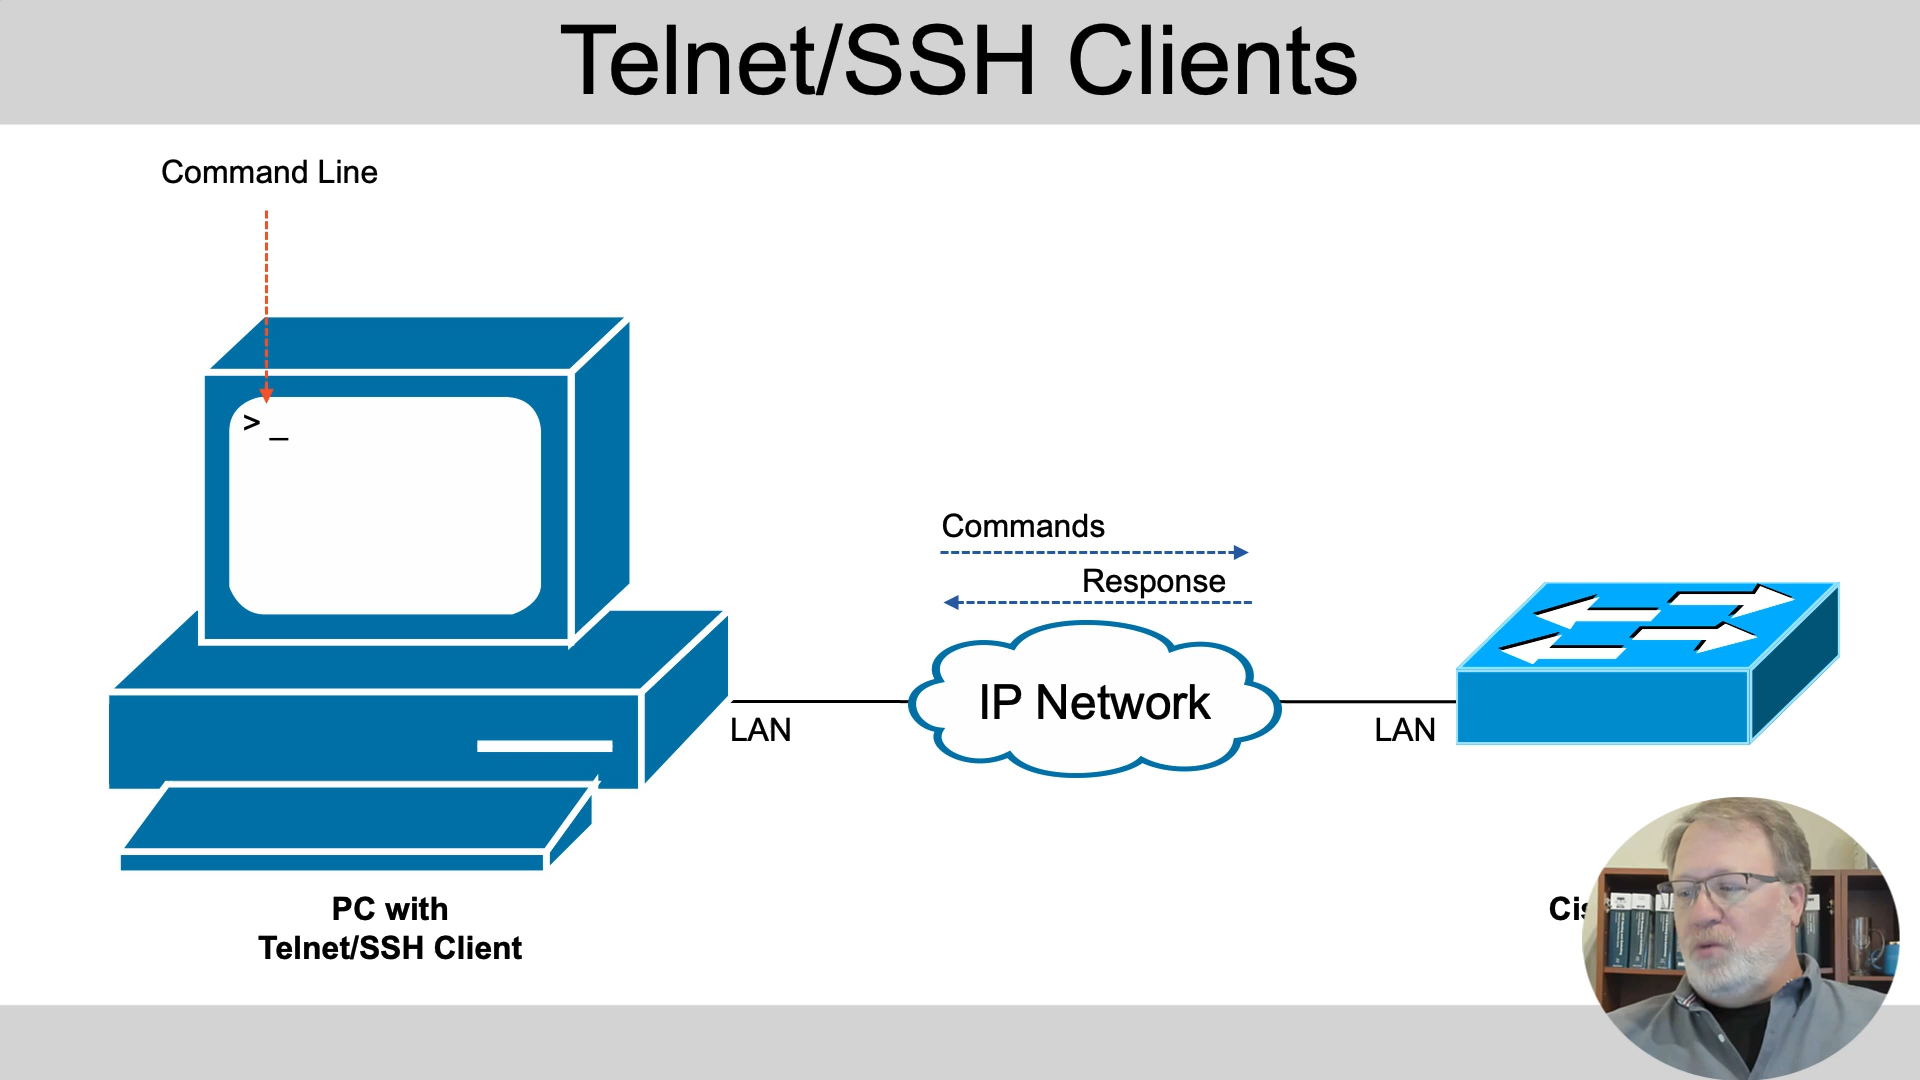 Telnet/SSH Clients
Command Line
> _
Commands
Response
IP Network
LAN
LAN
PC with
Telnet/SSH Client